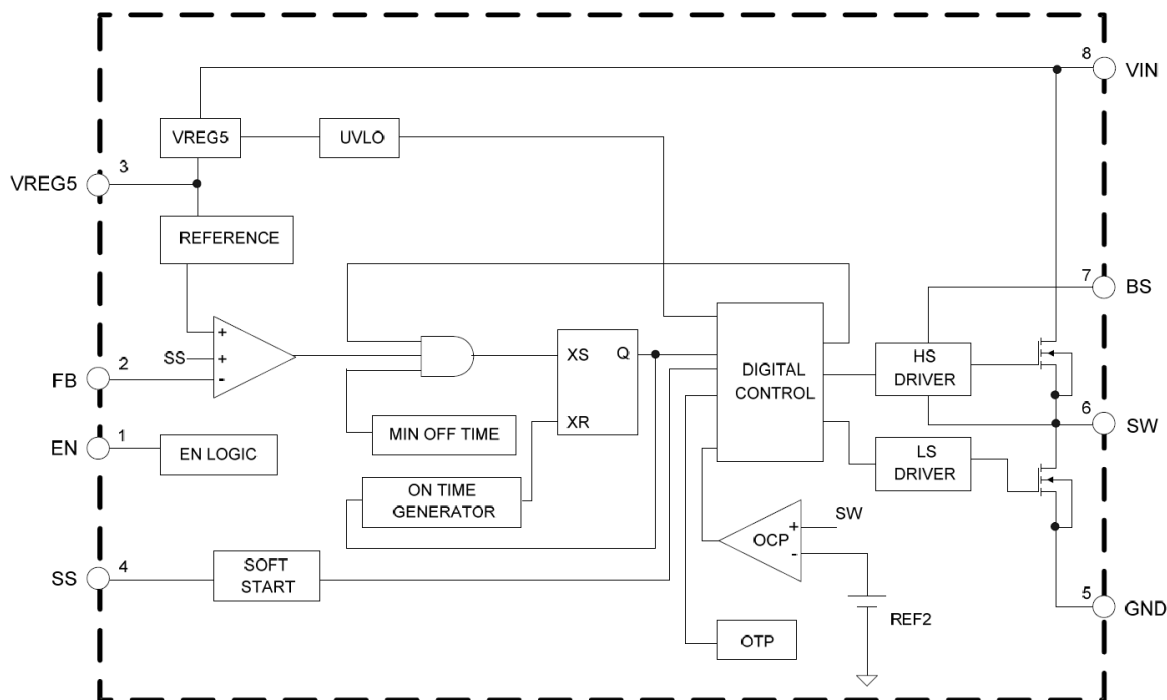 8
VIN
VREG5
UVLO
3
VREG5
REFERENCE
7
BS
+
SS
+
-
2
FB
XS
Q
XR
DIGITAL
CONTROL
HS
DRIVER
6
SW
MIN OFF TIME
1
EN
EN LOGIC
LS
DRIVER
ON TIME
GENERATOR
SW
+
OCP
-
4
SS
SOFT
START
5
GND
REF2
OTP